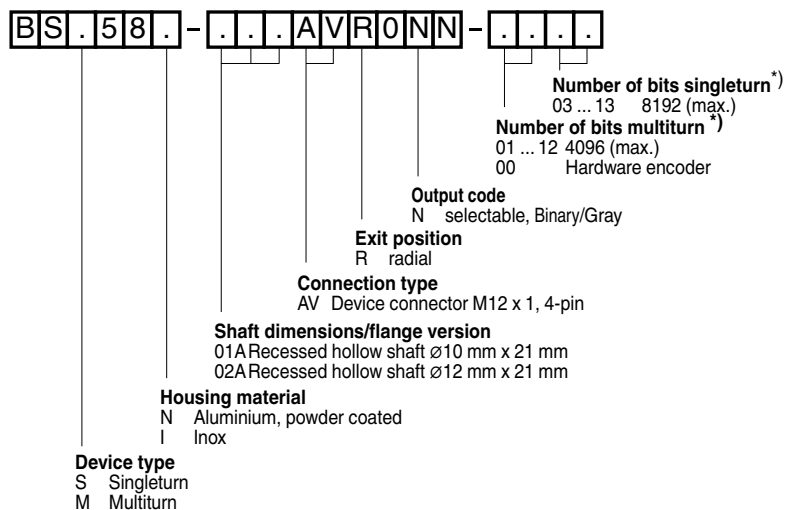 BS.58.-...AVR0NN-....
Number of bits singleturn*)
03 ... 13 8192 (max.)
Number of bits multiturn *)
01 ... 12 4096 (max.)
00 Hardware encoder
Output code
N selectable, Binary/Gray
Exit position
R radial
Connection type
AV Device connector M12 x 1, 4-pin
Shaft dimensions/flange version
01A Recessed hollow shaft ∅10 mm x 21 mm
02A Recessed hollow shaft ∅12 mm x 21 mm
Housing material
N Aluminium, powder coated
I Inox
Device type
S Singleturn
M Multiturn